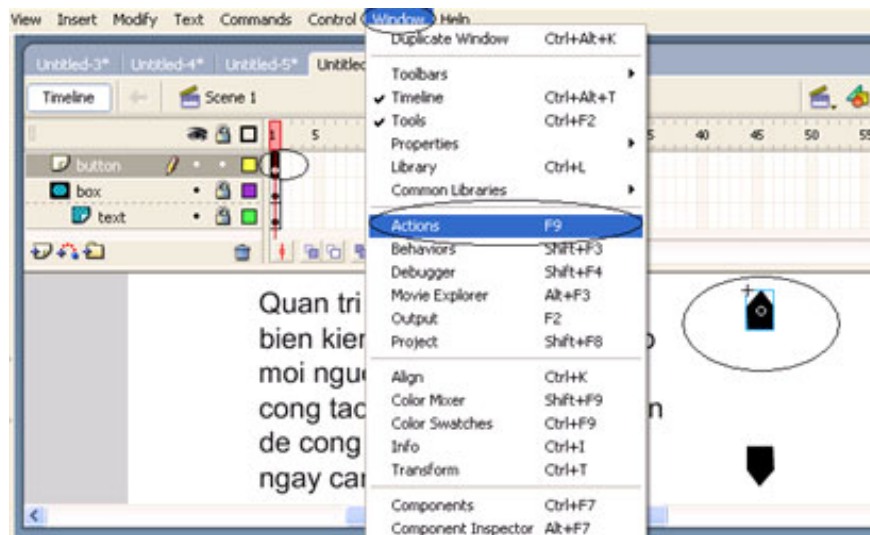 View Insert Modify Text Commands Control Window Help
Untitled-3* Untitled-4* Untitled-5*
Timeline Scene 1
1 5 40 45 50
button
box
text
Duplicate Window Ctrl+Alt+K
Toolbars
Timeline Ctrl+Alt+T
Tools Ctrl+F2
Properties
Library Ctrl+L
Common Libraries
Actions F9
Behaviors Shift+F3
Debugger Shift+F4
Movie Explorer Alt+F3
Output F2
Project Shift+F8
Align Ctrl+K
Color Mixer Shift+F9
Color Swatches Ctrl+F9
Info Ctrl+I
Transform Ctrl+T
Components Ctrl+F7
Component Inspector Alt+F7
Quan tri
bien kien
moi
cong tac
de cong
ngay